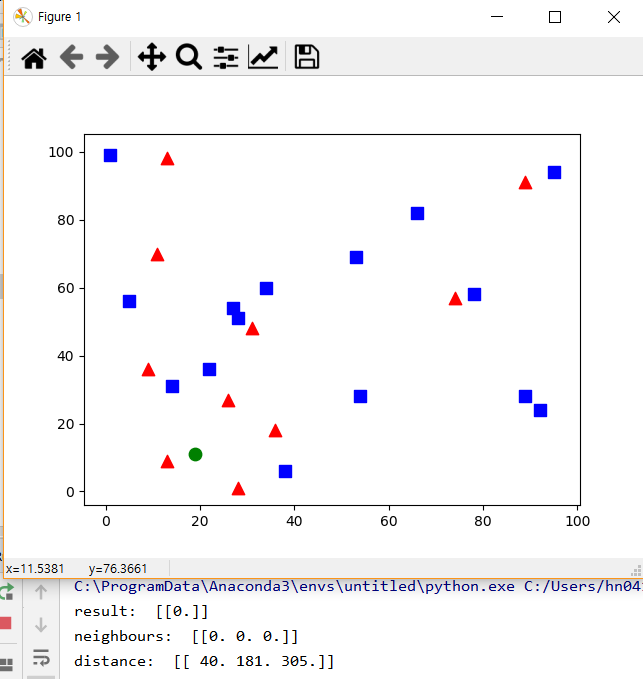 Figure 1
100
80
60
40
20
0
0 20 40 60 80 100
x=11.5381 y=76.3661
C:\ProgramData\Anaconda3\envs\untitled\python.exe C:/Users/hn04
result: [[0.]]
neighbours: [[0. 0. 0.]]
distance: [[ 40. 181. 305.]]